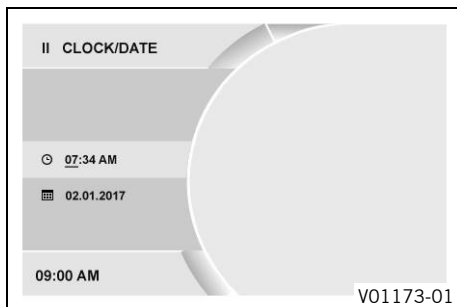 II CLOCK/DATE
07:34 AM
02.01.2017
09:00 AM
V01173-01